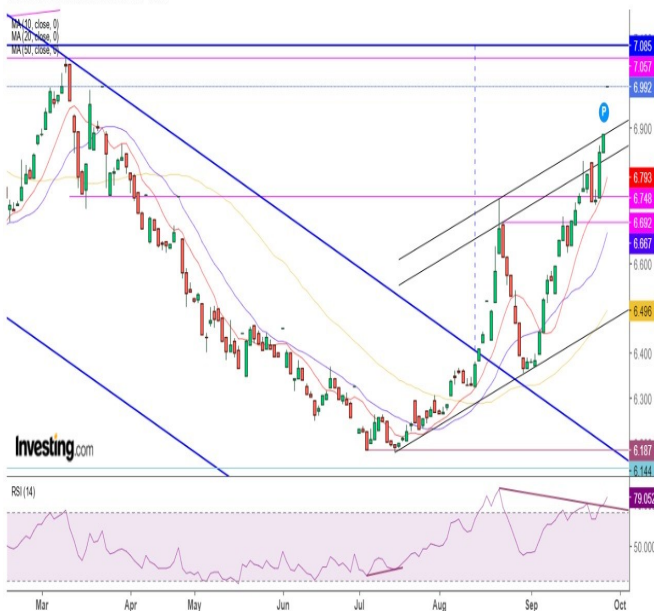 MA (10, close, 0)
MA (20, close, 0)
MA (50, close, 0)
7.085
7.057
6.992
P
6.900
6.793
6.748
6.692
6.667
6.600
6.496
6.400
6.300
6.187
6.144
Investing.com
RSI (14)
79.052
50.000
Mar
Apr
May
Jun
Jul
Aug
Sep
Oct